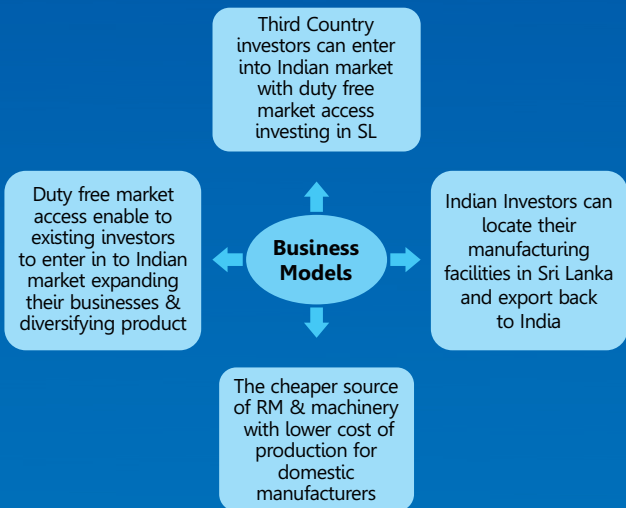 Third Country
investors can enter
into Indian market
with duty free
market access
investing in SL
Duty free market
access enable to
existing investors
to enter in to Indian
market expanding
their businesses &
diversifying product
Business
Models
Indian Investors can
locate their
manufacturing
facilities in Sri Lanka
and export back
to India
The cheaper source
of RM & machinery
with lower cost of
production for
domestic
manufacturers